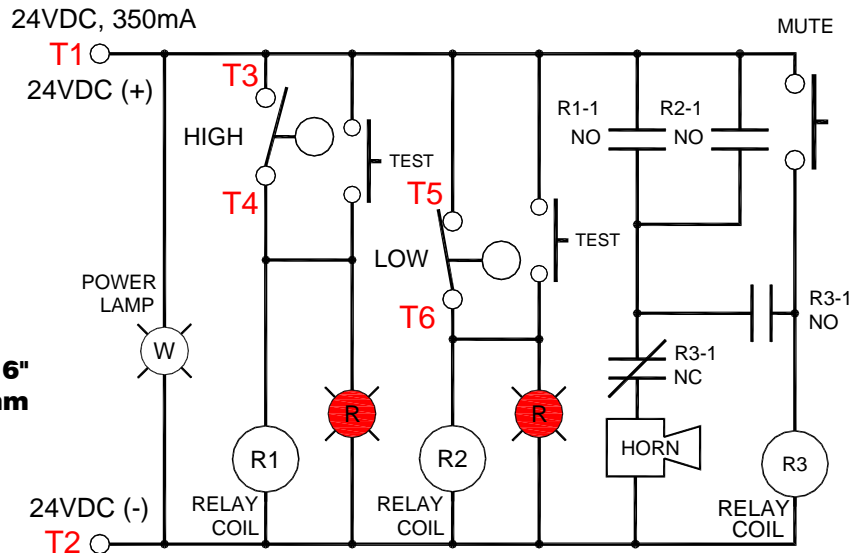 24VDC, 350mA
T1
24VDC (+)
MUTE
T3
HIGH
T4
TEST
T5
LOW
T6
TEST
R1-1
NO
R2-1
NO
R3-1
NO
R3-1
NC
POWER
LAMP
W
6"
R
R
R1
R2
HORN
R3
RELAY
COIL
RELAY
COIL
RELAY
COIL
24VDC (-)
T2